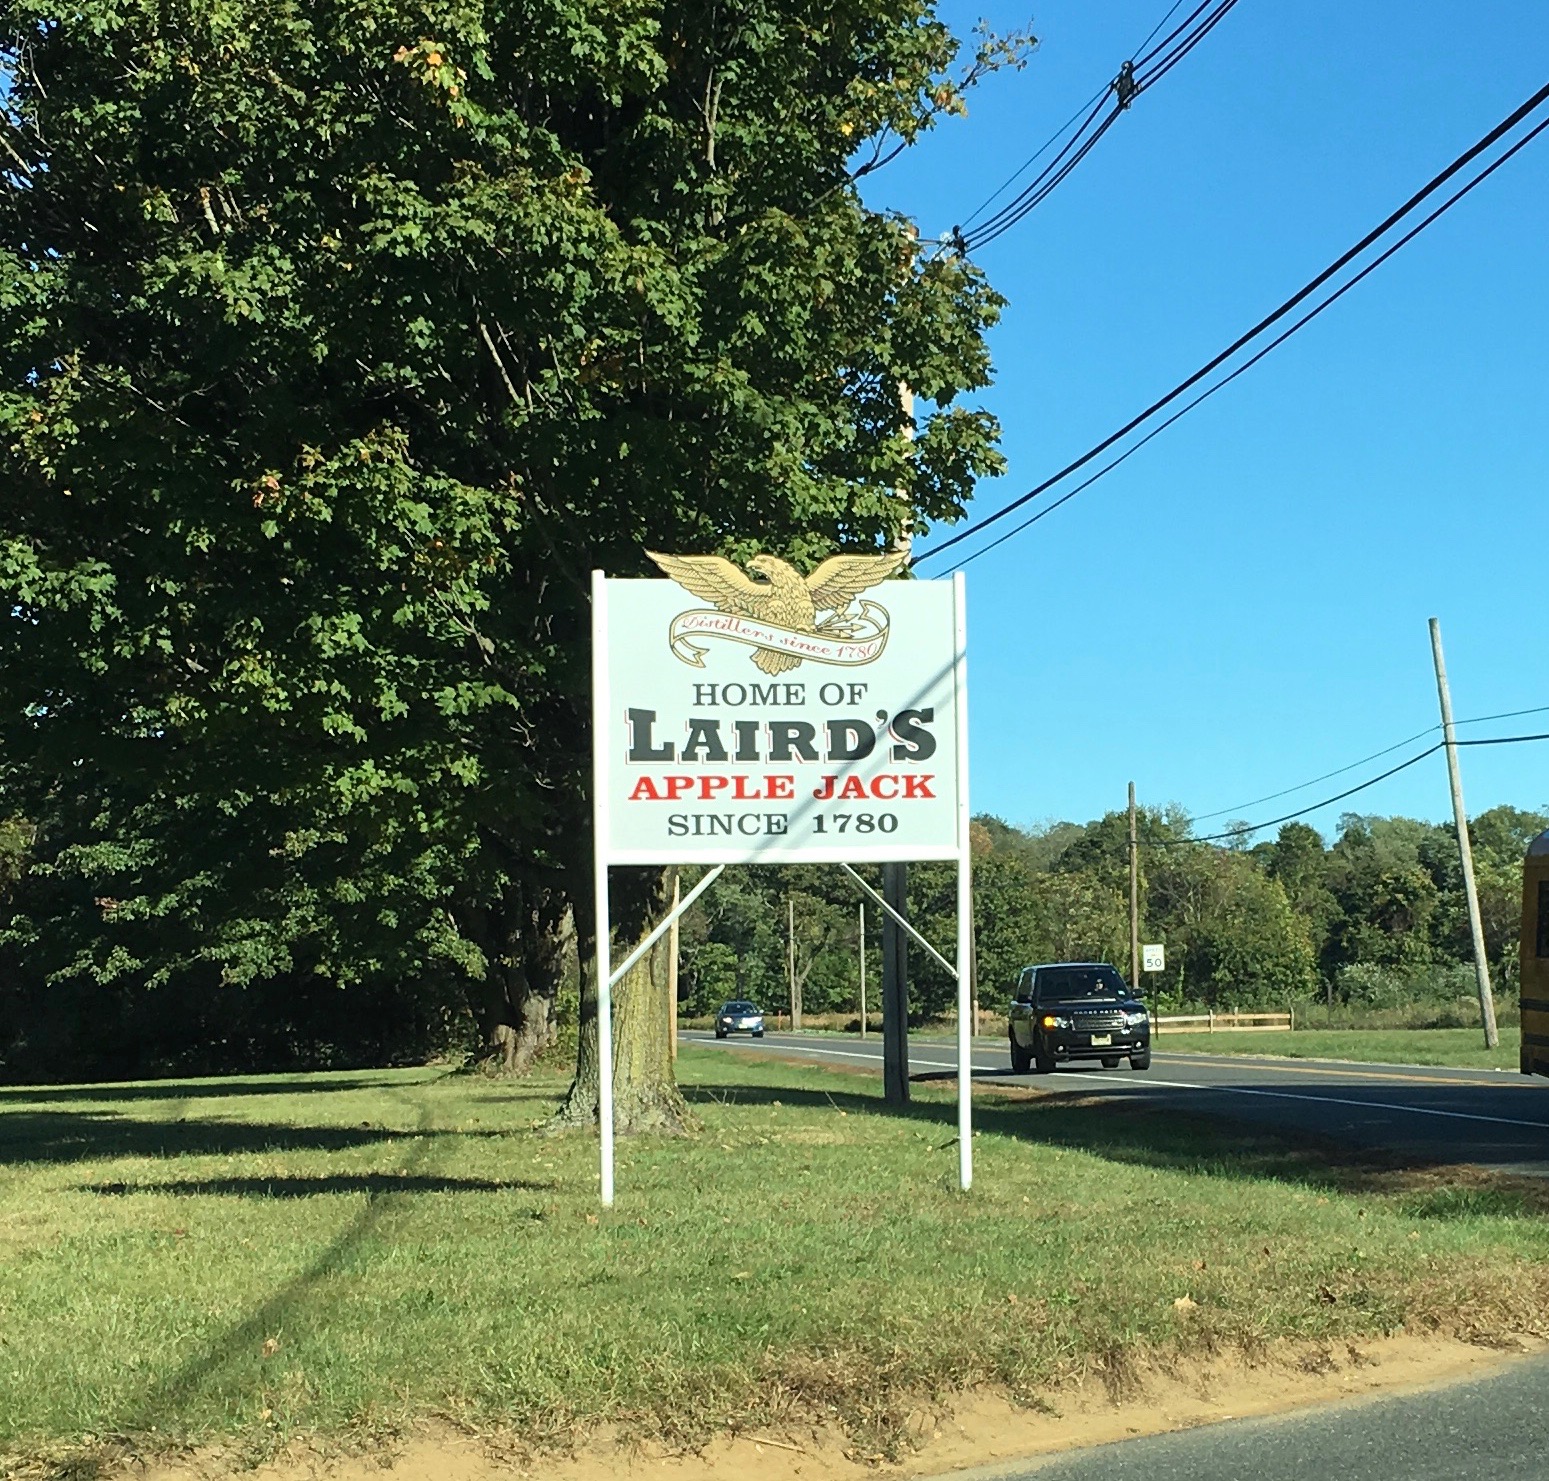 Distillers since 1780
HOME OF
LAIRD'S
APPLE JACK
SINCE 1780
50